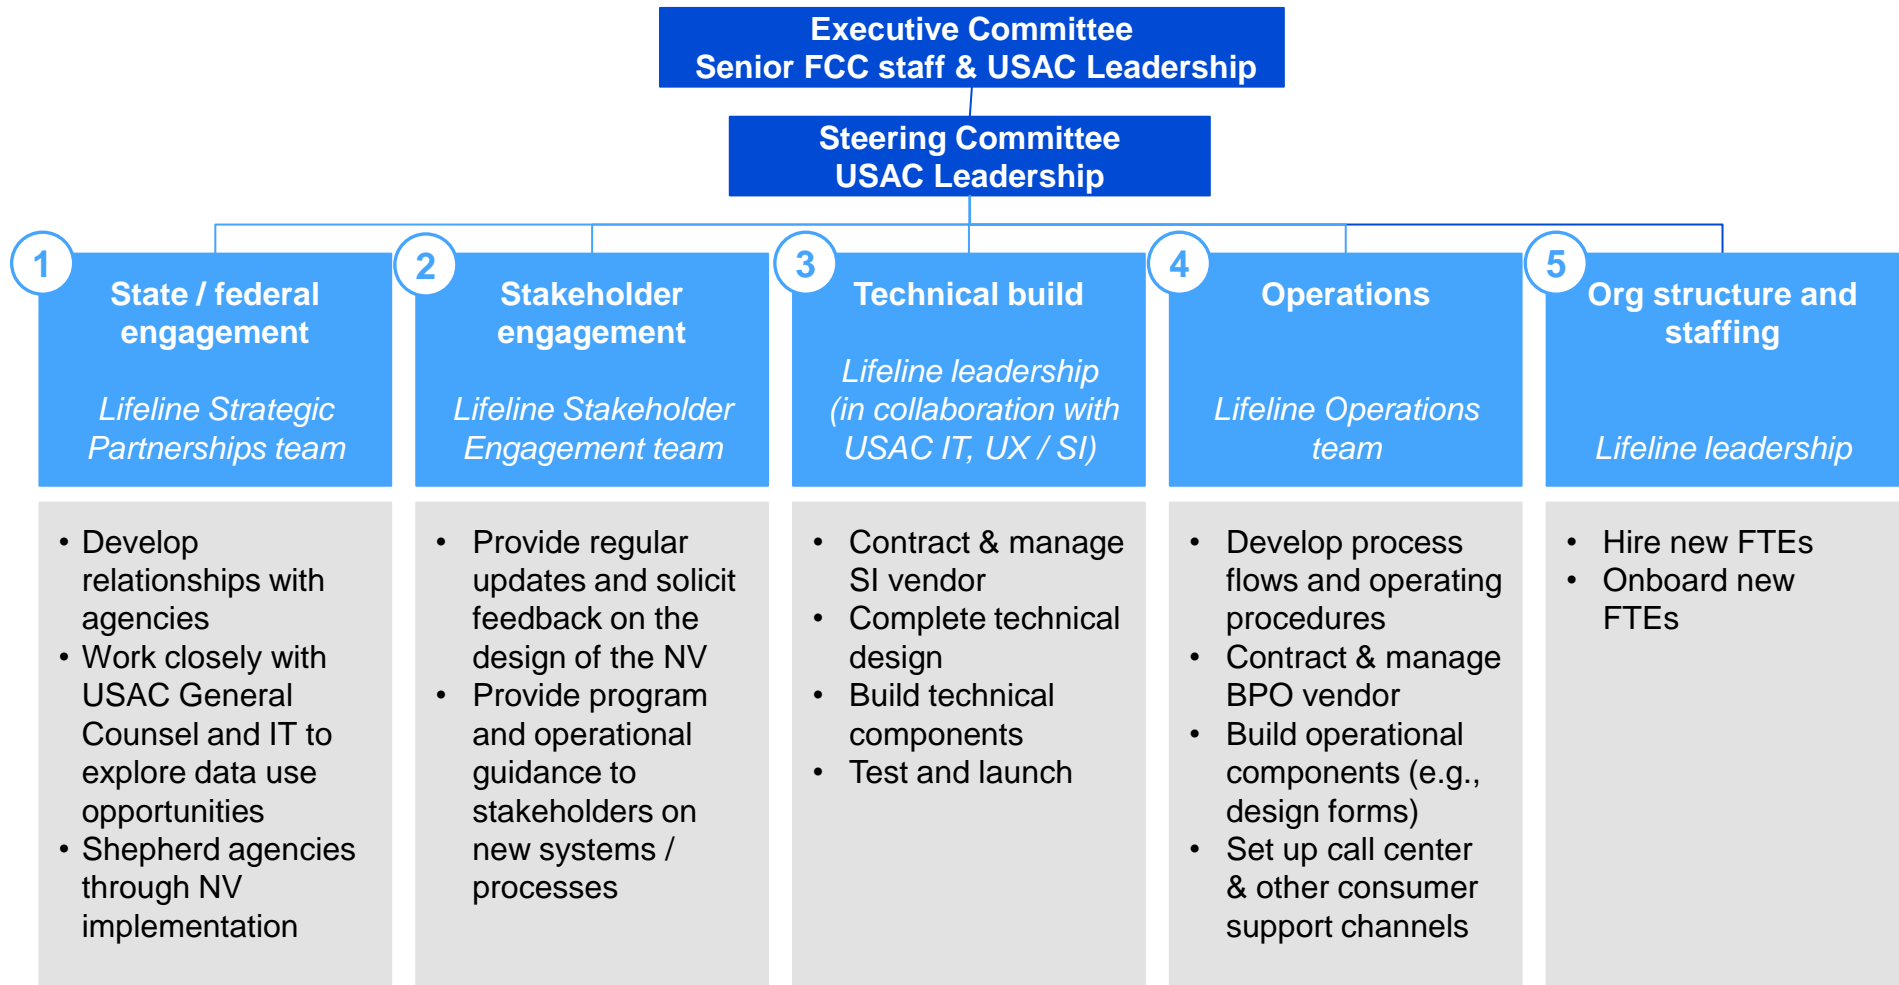 Executive Committee
Senior FCC staff & USAC Leadership
Steering Committee
USAC Leadership
1
State / federal
engagement
Lifeline Strategic
Partnerships team
• Develop
relationships with
agencies
• Work closely with
USAC General
Counsel and IT to
explore data use
opportunities
• Shepherd agencies
through NV
implementation
2
Stakeholder
engagement
Lifeline Stakeholder
Engagement team
• Provide regular
updates and solicit
feedback on the
design of the NV
• Provide program
and operational
guidance to
stakeholders on
new systems /
processes
3
Technical build
Lifeline leadership
(in collaboration with
USAC IT, UX / SI)
• Contract & manage
SI vendor
• Complete technical
design
• Build technical
components
• Test and launch
4
Operations
Lifeline Operations
team
• Develop process
flows and operating
procedures
• Contract & manage
BPO vendor
• Build operational
components (e.g.,
design forms)
• Set up call center
& other consumer
support channels
5
Org structure and
staffing
Lifeline leadership
• Hire new FTEs
• Onboard new
FTEs